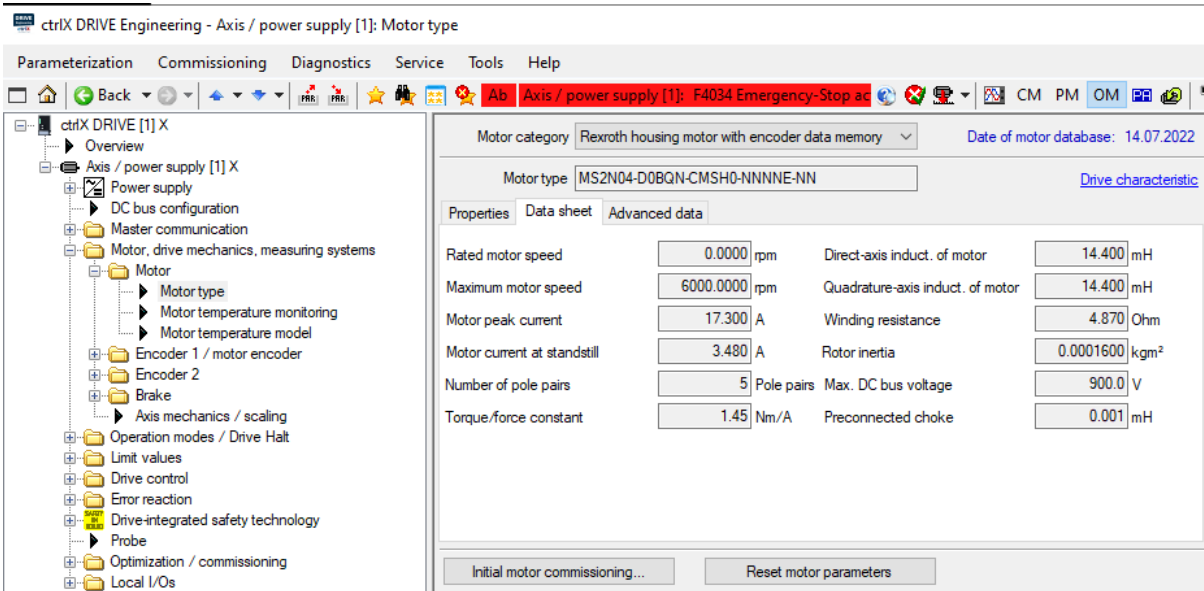 ctrlX DRIVE Engineering - Axis / power supply [1]: Motor type
Parameterization Commissioning Diagnostics Service Tools Help
Back PAR PAR Ab Axis / power supply [1]: F4034 Emergency-Stop ac CM PM OM
ctrlX DRIVE [1] X
Overview
Axis / power supply [1] X
Power supply
DC bus configuration
Master communication
Motor, drive mechanics, measuring systems
Motor
Motor type
Motor temperature monitoring
Motor temperature model
Encoder 1 / motor encoder
Encoder 2
Brake
Axis mechanics / scaling
Operation modes / Drive Halt
Limit values
Drive control
Error reaction
Drive-integrated safety technology
Probe
Optimization / commissioning
Local I/Os
Motor category Rexroth housing motor with encoder data memory Date of motor database: 14.07.2022
Motor type MS2N04-D0BQN-CMSH0-NNNNE-NN Drive characteristic
Properties Data sheet Advanced data
Rated motor speed 0.0000 rpm Direct-axis induct. of motor 14.400 mH
Maximum motor speed 6000.0000 rpm Quadrature-axis induct. of motor 14.400 mH
Motor peak current 17.300 A Winding resistance 4.870 Ohm
Motor current at standstill 3.480 A Rotor inertia 0.0001600 kgm²
Number of pole pairs 5 Pole pairs Max. DC bus voltage 900.0 V
Torque/force constant 1.45 Nm/A Preconnected choke 0.001 mH
Initial motor commissioning... Reset motor parameters